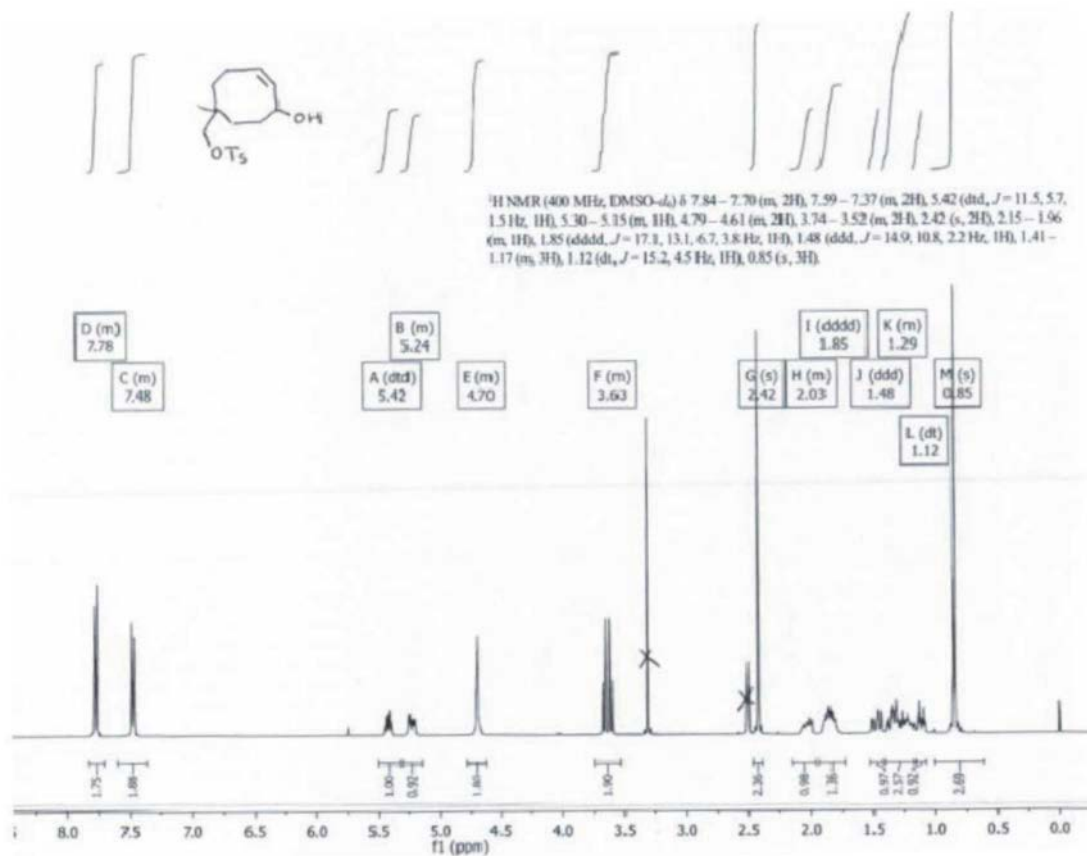 OH
OTs
¹H NMR (400 MHz, DMSO-d₆) δ 7.84 – 7.70 (m, 2H), 7.59 – 7.37 (m, 2H), 5.42 (dtd, J = 11.5, 5.7,
1.5 Hz, 1H), 5.30 – 5.15 (m, 1H), 4.79 – 4.61 (m, 2H), 3.74 – 3.52 (m, 2H), 2.42 (s, 2H), 2.15 – 1.96
(m, 1H), 1.85 (dddd, J = 17.1, 13.1, 6.7, 3.8 Hz, 1H), 1.48 (ddd, J = 14.9, 10.8, 2.2 Hz, 1H), 1.41 –
1.17 (m, 3H), 1.12 (dt, J = 15.2, 4.5 Hz, 1H), 0.85 (s, 3H).
D (m)
7.78
B (m)
5.24
I (dddd)
1.85
K (m)
1.29
C (m)
7.48
A (dtd)
5.42
E (m)
4.70
F (m)
3.63
G (s)
2.42
H (m)
2.03
J (ddd)
1.48
M (s)
0.85
L (dt)
1.12
1.75 1.88 1.00 0.92 1.80 1.90 2.36 0.98 1.36 0.97 2.57 0.92 2.69
8.0 7.5 7.0 6.5 6.0 5.5 5.0 4.5 4.0 3.5 3.0 2.5 2.0 1.5 1.0 0.5 0.0
f1 (ppm)